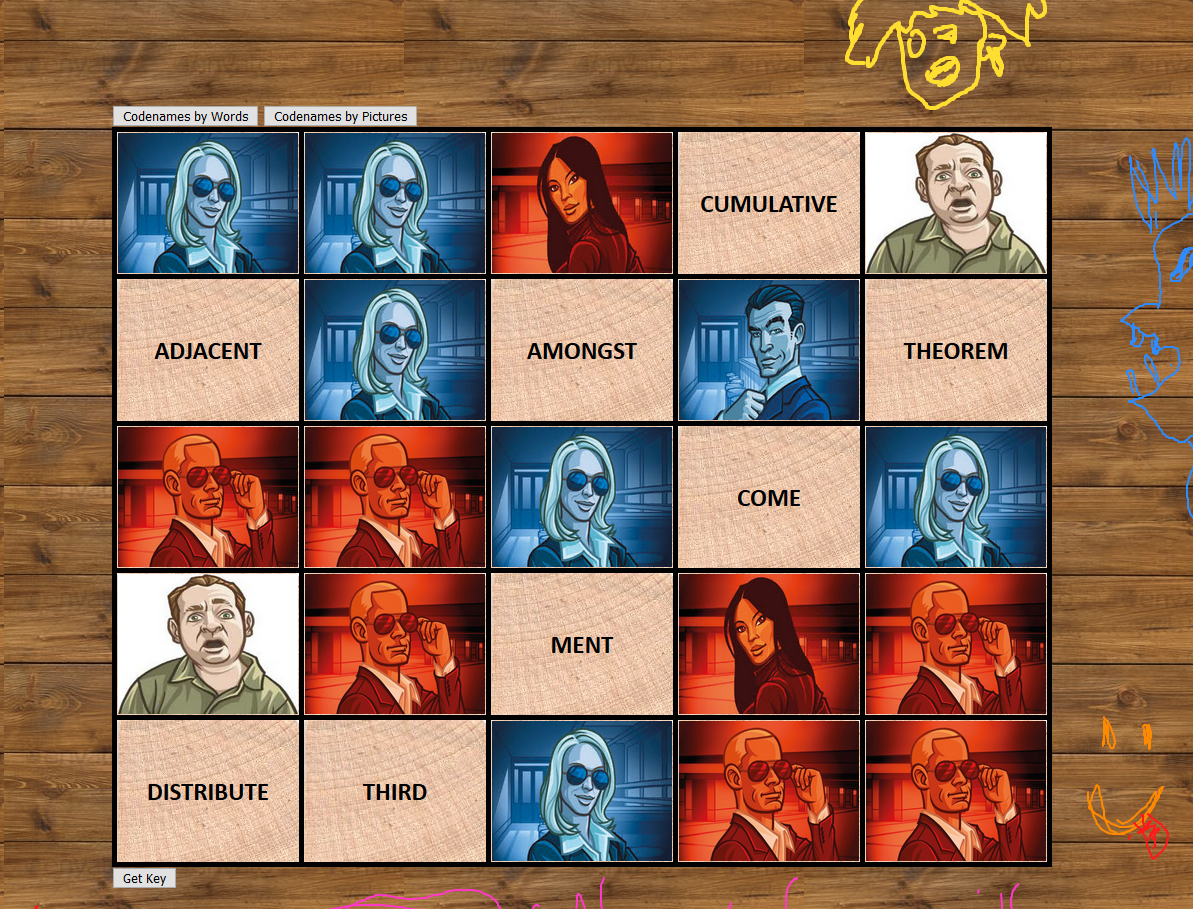 Codenames by Words Codenames by Pictures
CUMULATIVE
ADJACENT AMONGST THEOREM
COME
MENT
DISTRIBUTE THIRD
Get Key